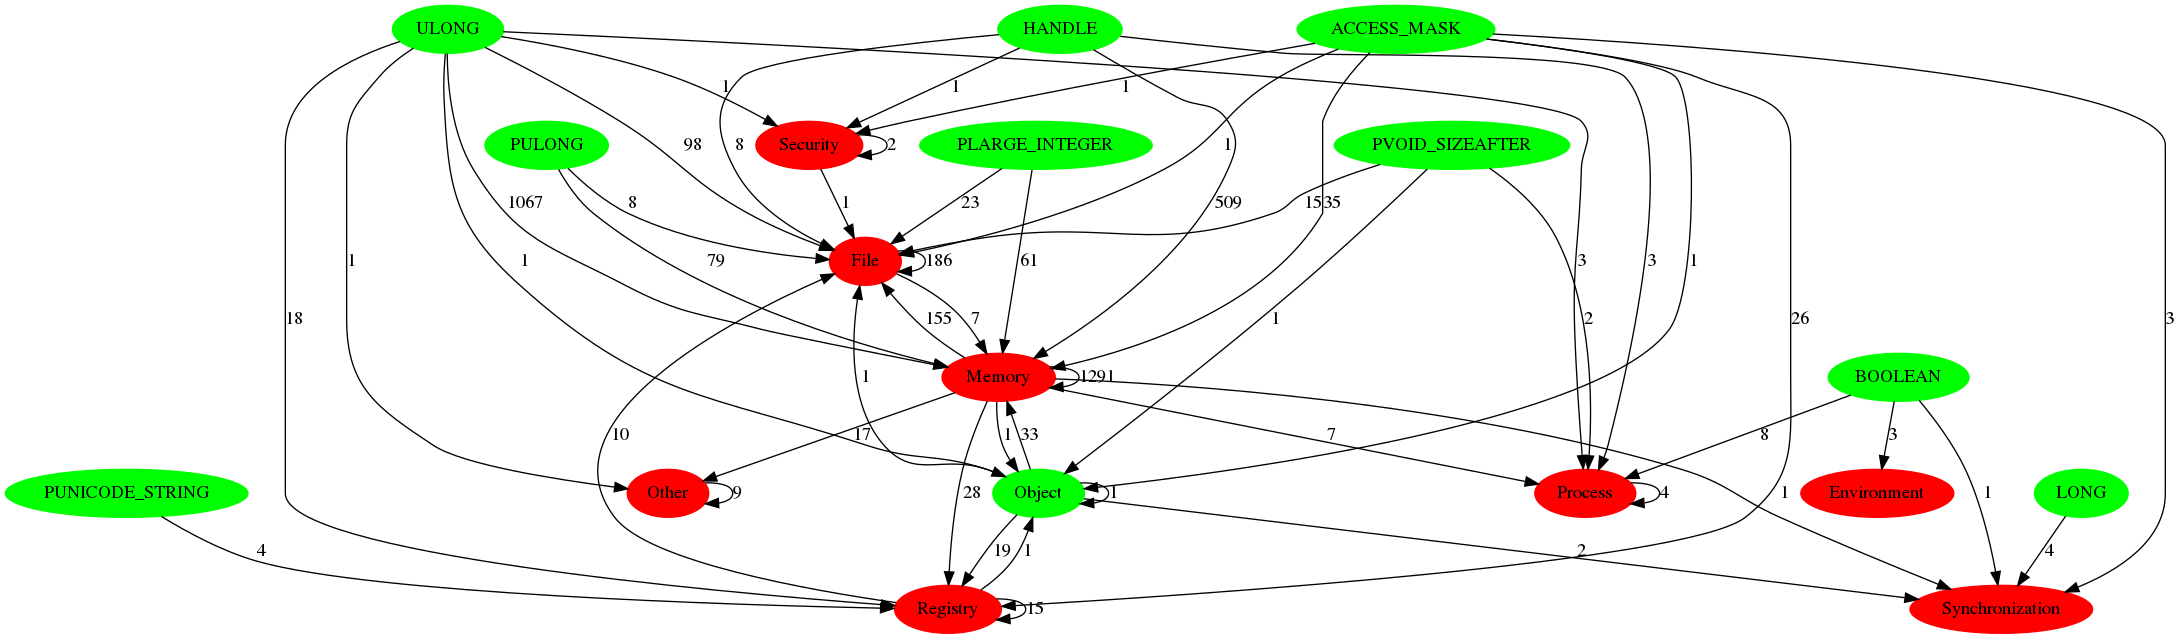 ULONG
HANDLE
ACCESS_MASK
1
1
1
PULONG
98
8
Security
2
PLARGE_INTEGER
1
PVOID_SIZEAFTER
1067
8
1
23
509
1535
1
79
File
186
61
3
3
1
18
155
7
1
2
26
3
1
Memory
1291
BOOLEAN
10
17
1
33
7
8
3
PUNICODE_STRING
Other
9
28
Object
1
Process
4
1
Environment
1
LONG
4
19
1
2
4
Registry
15
Synchronization